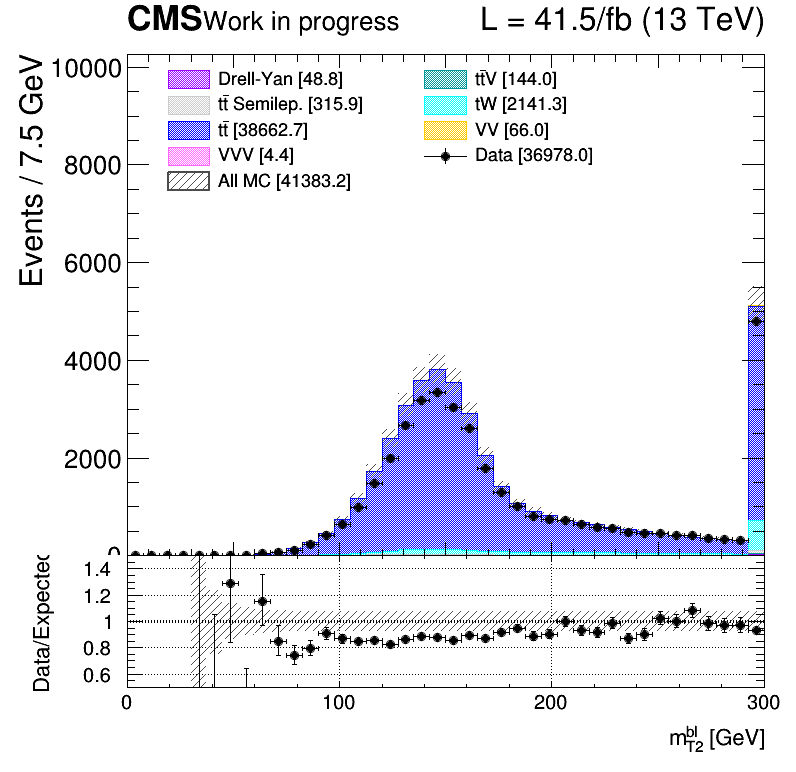 CMS Work in progress L = 41.5/fb (13 TeV)
Events / 7.5 GeV
10000
8000
6000
4000
2000
0
Drell-Yan [48.8]
tt̄ Semilep. [315.9]
tt̄ [38662.7]
VVV [4.4]
All MC [41383.2]
tt̄V [144.0]
tW [2141.3]
VV [66.0]
Data [36978.0]
Data/Expected
1.4
1.2
1
0.8
0.6
0 100 200 300
m_{T2}^{bl} [GeV]